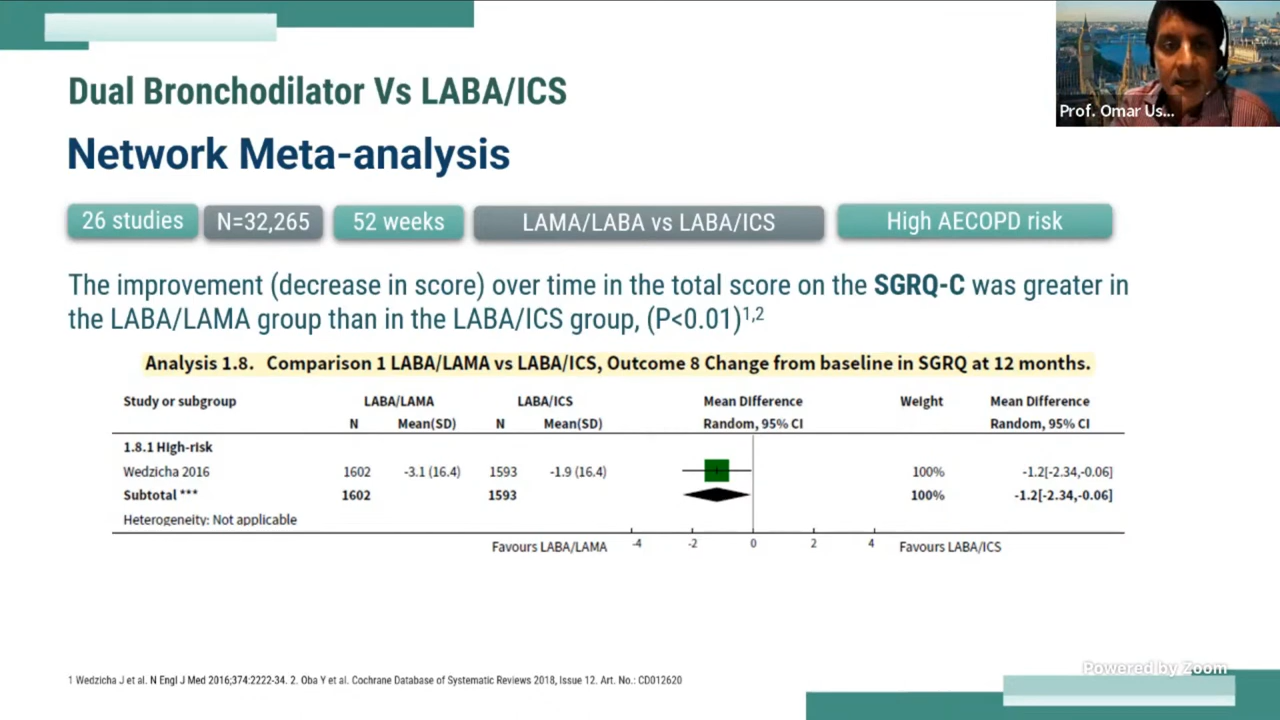 Prof. Omar Us...
Dual Bronchodilator Vs LABA/ICS
Network Meta-analysis
26 studies N=32,265 52 weeks LAMA/LABA vs LABA/ICS High AECOPD risk
The improvement (decrease in score) over time in the total score on the SGRQ-C was greater in
the LABA/LAMA group than in the LABA/ICS group, (P<0.01)1,2
Analysis 1.8. Comparison 1 LABA/LAMA vs LABA/ICS, Outcome 8 Change from baseline in SGRQ at 12 months.
Study or subgroup LABA/LAMA LABA/ICS Mean Difference Weight Mean Difference
N Mean(SD) N Mean(SD) Random, 95% CI Random, 95% CI
1.8.1 High-risk
Wedzicha 2016 1602 -3.1 (16.4) 1593 -1.9 (16.4) 100% -1.2[-2.34,-0.06]
Subtotal *** 1602 1593 100% -1.2[-2.34,-0.06]
Heterogeneity: Not applicable
Favours LABA/LAMA -4 -2 0 2 4 Favours LABA/ICS
Powered by Zoom
1 Wedzicha J et al. N Engl J Med 2016;374:2222-34. 2. Oba Y et al. Cochrane Database of Systematic Reviews 2018, Issue 12. Art. No.: CD012620